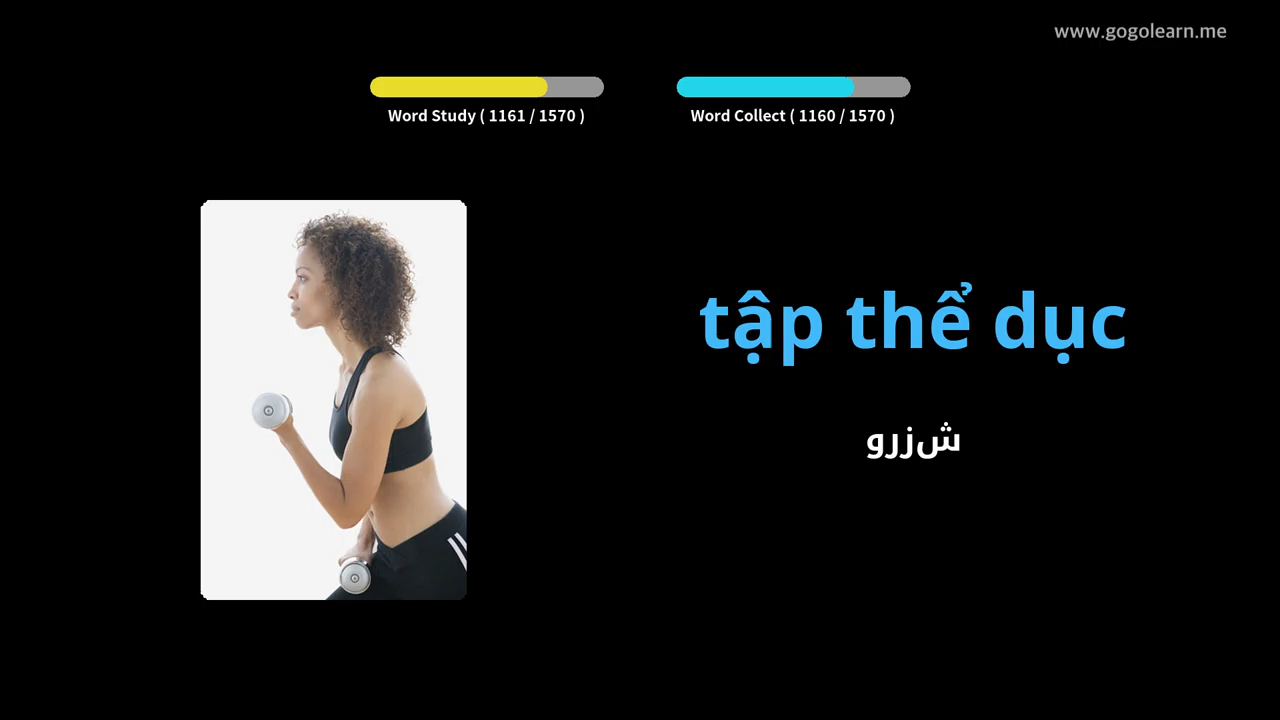 www.gogolearn.me
Word Study ( 1161 / 1570 )
Word Collect ( 1160 / 1570 )
tập thể dục
شزرو